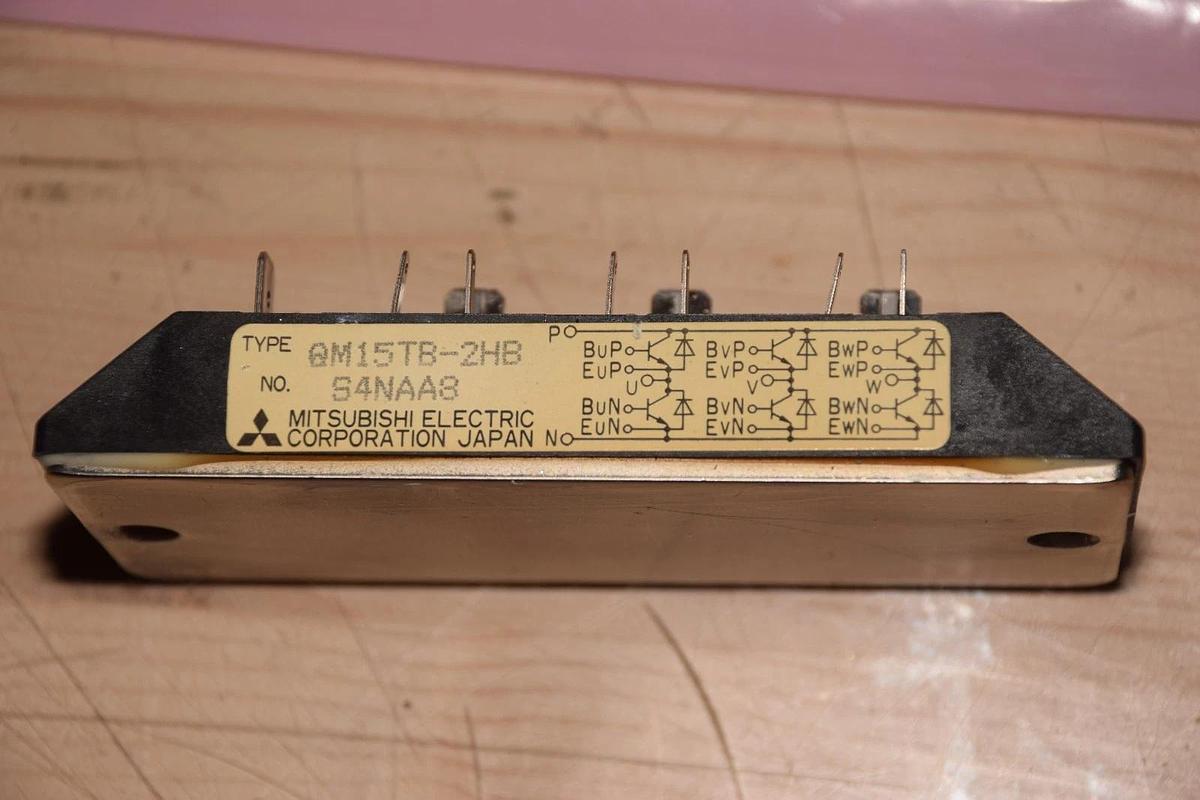 TYPE QM15TB-2HB
NO. S4NAA3
MITSUBISHI ELECTRIC
CORPORATION JAPAN
P
BuP BvP BwP
EuP EvP EwP
U V W
BuN BvN BwN
EuN EvN EwN
N